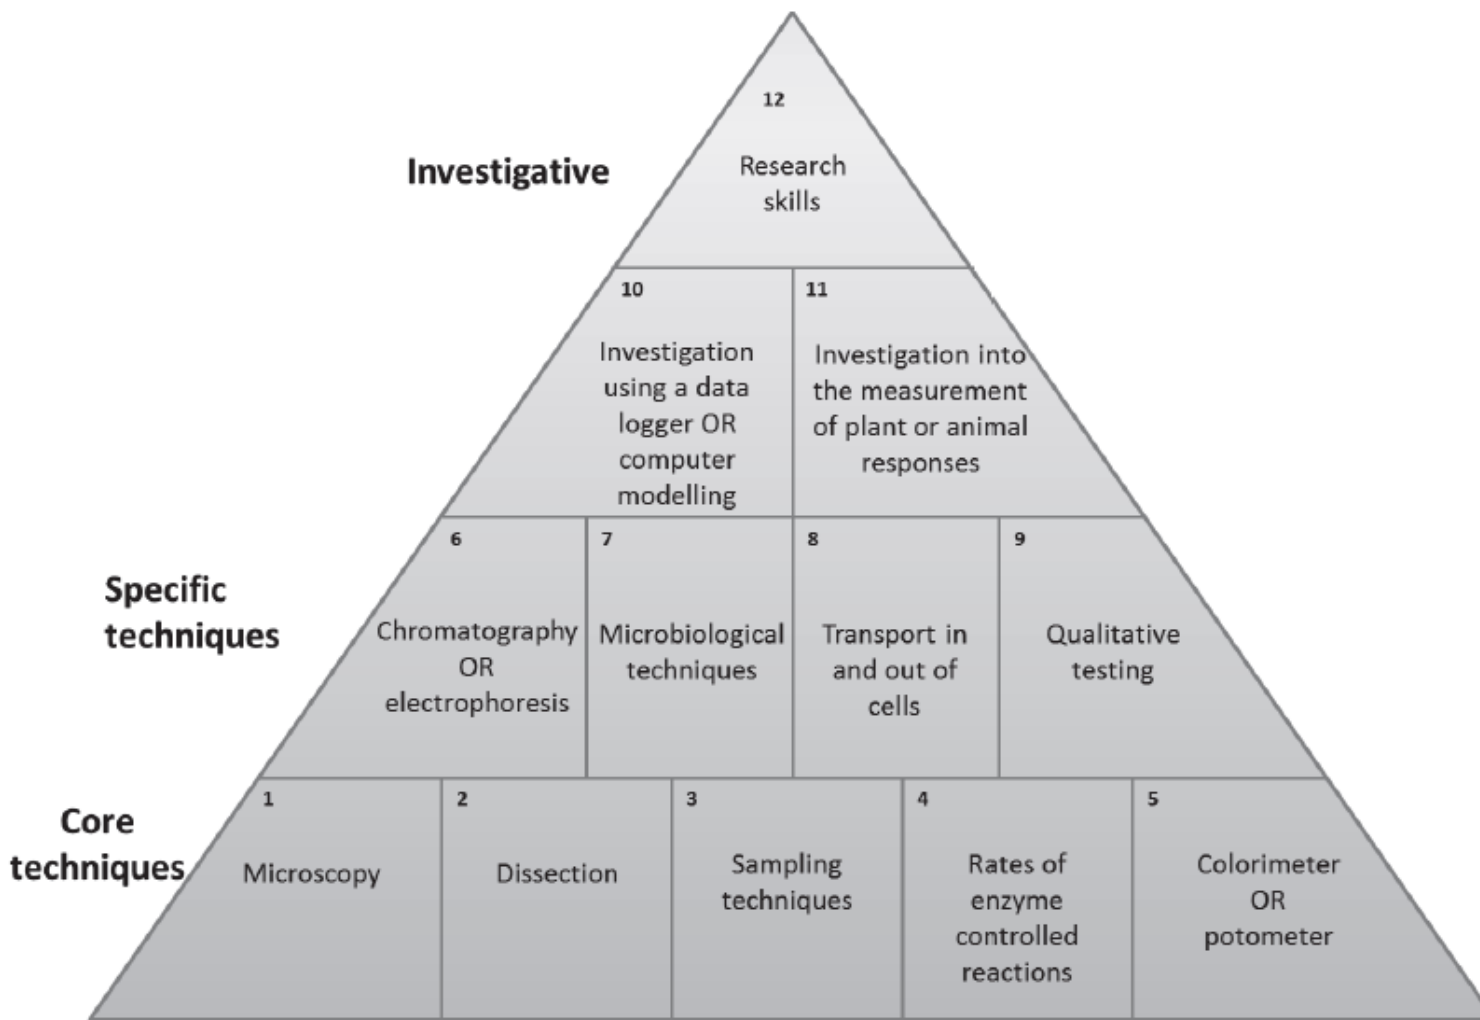 12
Research
skills
Investigative
10
Investigation
using a data
logger OR
computer
modelling
11
Investigation into
the measurement
of plant or animal
responses
Specific
techniques
6
Chromatography
OR
electrophoresis
7
Microbiological
techniques
8
Transport in
and out of
cells
9
Qualitative
testing
Core
techniques
1
Microscopy
2
Dissection
3
Sampling
techniques
4
Rates of
enzyme
controlled
reactions
5
Colorimeter
OR
potometer